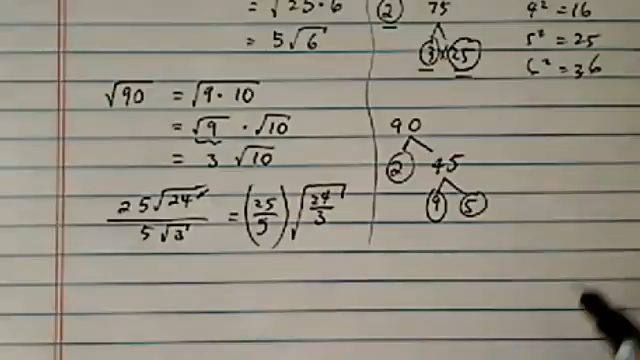 = √25·6
= 5√6
√90 = √9·10
= √9 · √10
= 3 √10
25√24 / 5√3 = (25/5) √24/3
2 75
3 25
90
2 45
9 5
4² = 16
5² = 25
6² = 36